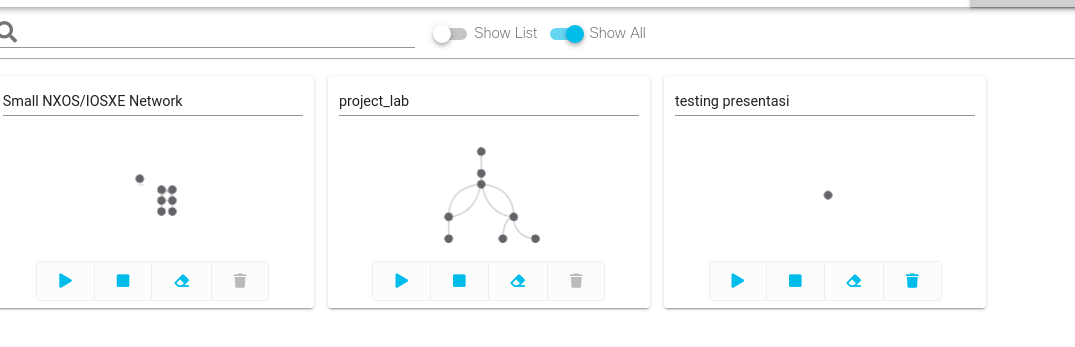 Show List
Show All
Small NXOS/IOSXE Network
project_lab
testing presentasi